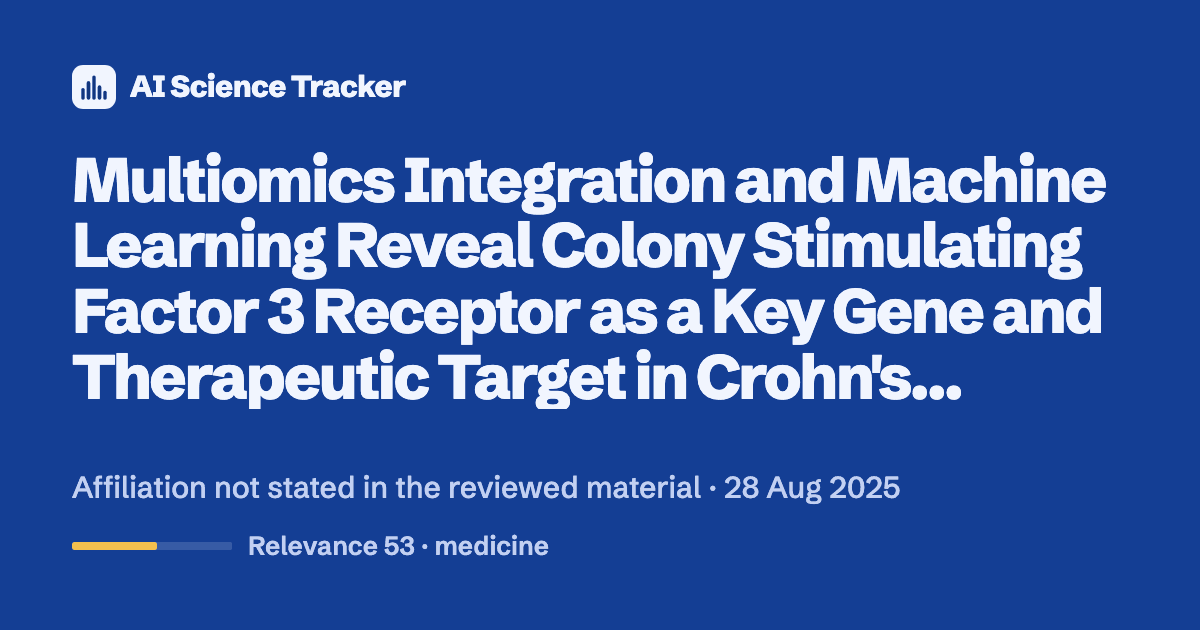 AI Science Tracker
Multiomics Integration and Machine
Learning Reveal Colony Stimulating
Factor 3 Receptor as a Key Gene and
Therapeutic Target in Crohn's...
Affiliation not stated in the reviewed material · 28 Aug 2025
Relevance 53 · medicine